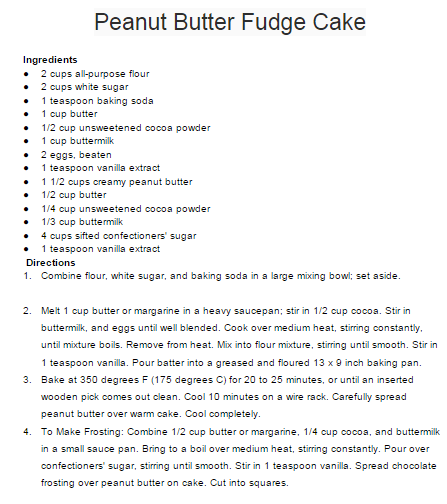 Peanut Butter Fudge Cake
Ingredients
● 2 cups all-purpose flour
● 2 cups white sugar
● 1 teaspoon baking soda
● 1 cup butter
● 1/2 cup unsweetened cocoa powder
● 1 cup buttermilk
● 2 eggs, beaten
● 1 teaspoon vanilla extract
● 1 1/2 cups creamy peanut butter
● 1/2 cup butter
● 1/4 cup unsweetened cocoa powder
● 1/3 cup buttermilk
● 4 cups sifted confectioners' sugar
● 1 teaspoon vanilla extract
Directions
1. Combine flour, white sugar, and baking soda in a large mixing bowl; set aside.
2. Melt 1 cup butter or margarine in a heavy saucepan; stir in 1/2 cup cocoa. Stir in
buttermilk, and eggs until well blended. Cook over medium heat, stirring constantly,
until mixture boils. Remove from heat. Mix into flour mixture, stirring until smooth. Stir in
1 teaspoon vanilla. Pour batter into a greased and floured 13 x 9 inch baking pan.
3. Bake at 350 degrees F (175 degrees C) for 20 to 25 minutes, or until an inserted
wooden pick comes out clean. Cool 10 minutes on a wire rack. Carefully spread
peanut butter over warm cake. Cool completely.
4. To Make Frosting: Combine 1/2 cup butter or margarine, 1/4 cup cocoa, and buttermilk
in a small sauce pan. Bring to a boil over medium heat, stirring constantly. Pour over
confectioners' sugar, stirring until smooth. Stir in 1 teaspoon vanilla. Spread chocolate
frosting over peanut butter on cake. Cut into squares.